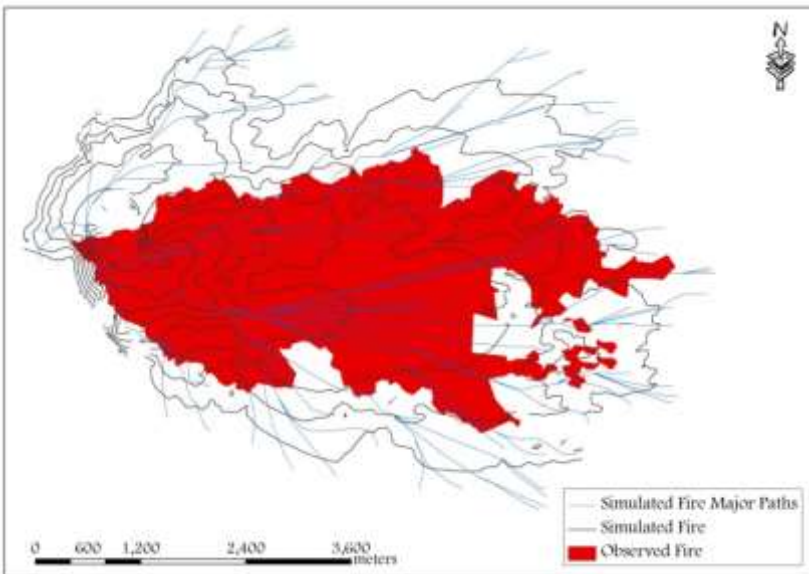 N
Simulated Fire Major Paths
Simulated Fire
Observed Fire
0 600 1,200 2,400 3,600
meters